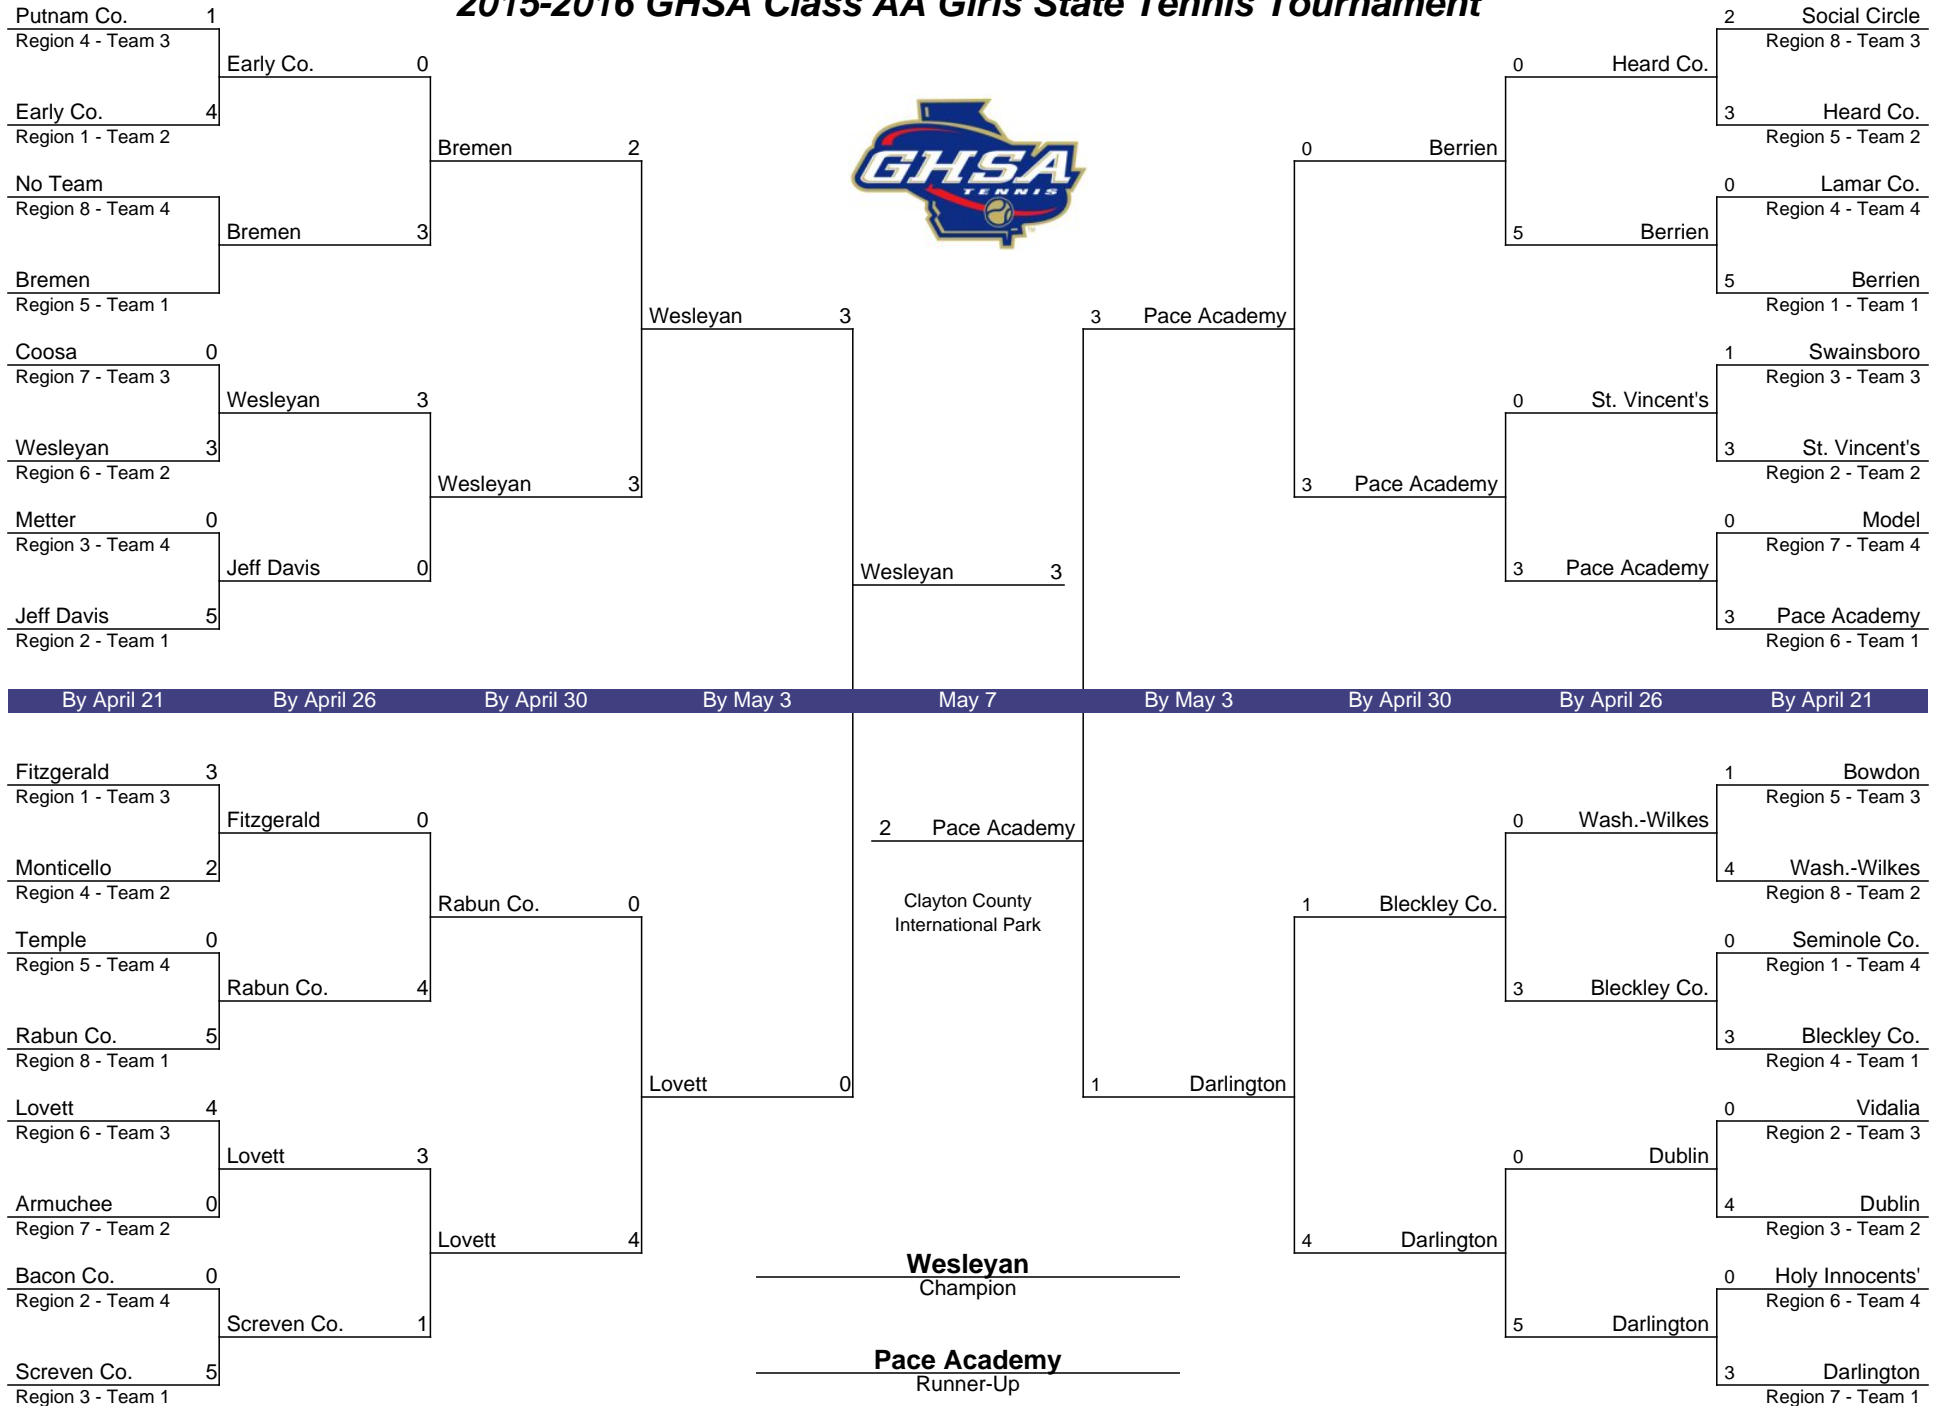 2015-2016 GHSA Class AA Girls State Tennis Tournament
Putnam Co. 1
Region 4 - Team 3
Early Co. 0
Early Co. 4
Region 1 - Team 2
Bremen 2
No Team
Region 8 - Team 4
Bremen 3
Bremen
Region 5 - Team 1
Wesleyan 3
Coosa 0
Region 7 - Team 3
Wesleyan 3
Wesleyan 3
Region 6 - Team 2
Wesleyan 3
Metter 0
Region 3 - Team 4
Jeff Davis 0
Jeff Davis 5
Region 2 - Team 1
Wesleyan 3
GHSA
TENNIS
TM
2 Social Circle
Region 8 - Team 3
0 Heard Co.
3 Heard Co.
Region 5 - Team 2
0 Berrien
0 Lamar Co.
Region 4 - Team 4
5 Berrien
5 Berrien
Region 1 - Team 1
3 Pace Academy
1 Swainsboro
Region 3 - Team 3
0 St. Vincent's
3 St. Vincent's
Region 2 - Team 2
3 Pace Academy
0 Model
Region 7 - Team 4
3 Pace Academy
3 Pace Academy
Region 6 - Team 1
By April 21 By April 26 By April 30 By May 3 May 7 By May 3 By April 30 By April 26 By April 21
Fitzgerald 3
Region 1 - Team 3
Fitzgerald 0
Monticello 2
Region 4 - Team 2
Rabun Co. 0
Temple 0
Region 5 - Team 4
Rabun Co. 4
Rabun Co. 5
Region 8 - Team 1
Lovett 0
Lovett 4
Region 6 - Team 3
Lovett 3
Armuchee 0
Region 7 - Team 2
Lovett 4
Bacon Co. 0
Region 2 - Team 4
Screven Co. 1
Screven Co. 5
Region 3 - Team 1
2 Pace Academy
Clayton County
International Park
Wesleyan
Champion
Pace Academy
Runner-Up
1 Bowdon
Region 5 - Team 3
0 Wash.-Wilkes
4 Wash.-Wilkes
Region 8 - Team 2
1 Bleckley Co.
0 Seminole Co.
Region 1 - Team 4
3 Bleckley Co.
3 Bleckley Co.
Region 4 - Team 1
1 Darlington
0 Vidalia
Region 2 - Team 3
0 Dublin
4 Dublin
Region 3 - Team 2
4 Darlington
0 Holy Innocents'
Region 6 - Team 4
5 Darlington
3 Darlington
Region 7 - Team 1